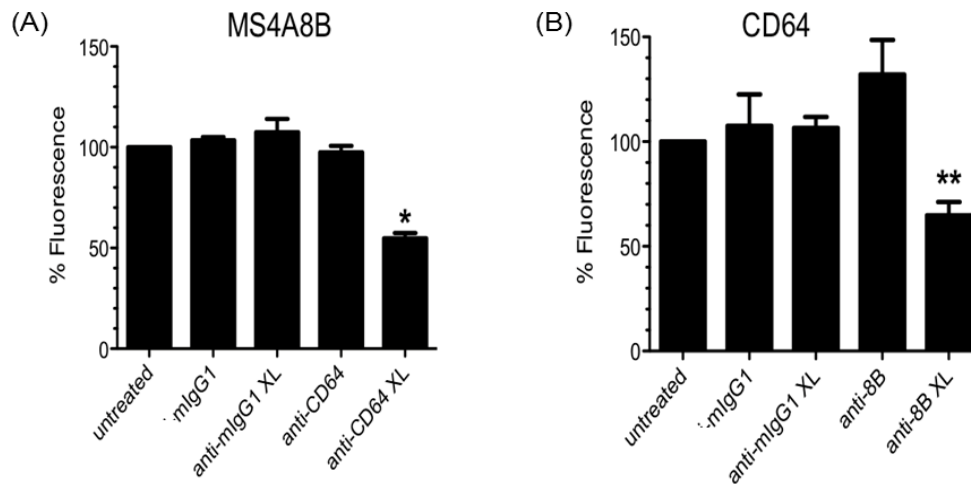 (A)
MS4A8B
150
100
50
0
% Fluorescence
*
untreated
-mIgG1
anti-mIgG1 XL
anti-CD64
anti-CD64 XL
(B)
CD64
150
100
50
0
% Fluorescence
**
untreated
-mIgG1
anti-mIgG1 XL
anti-8B
anti-8B XL